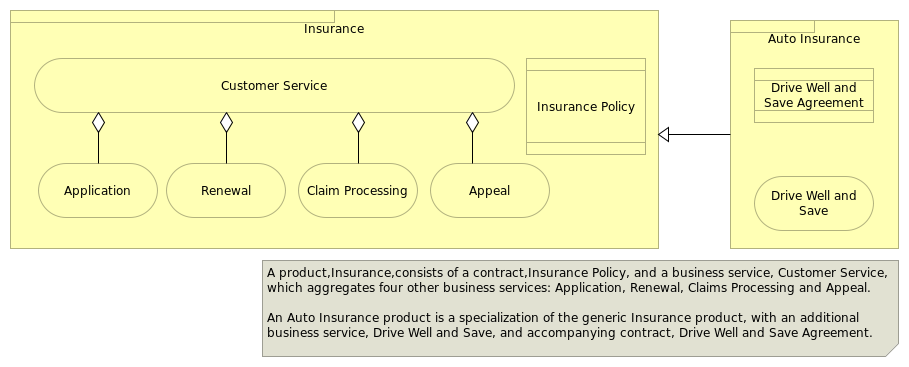 Insurance
Customer Service
Insurance Policy
Application
Renewal
Claim Processing
Appeal
Auto Insurance
Drive Well and
Save Agreement
Drive Well and
Save
A product,Insurance,consists of a contract,Insurance Policy, and a business service, Customer Service,
which aggregates four other business services: Application, Renewal, Claims Processing and Appeal.
An Auto Insurance product is a specialization of the generic Insurance product, with an additional
business service, Drive Well and Save, and accompanying contract, Drive Well and Save Agreement.